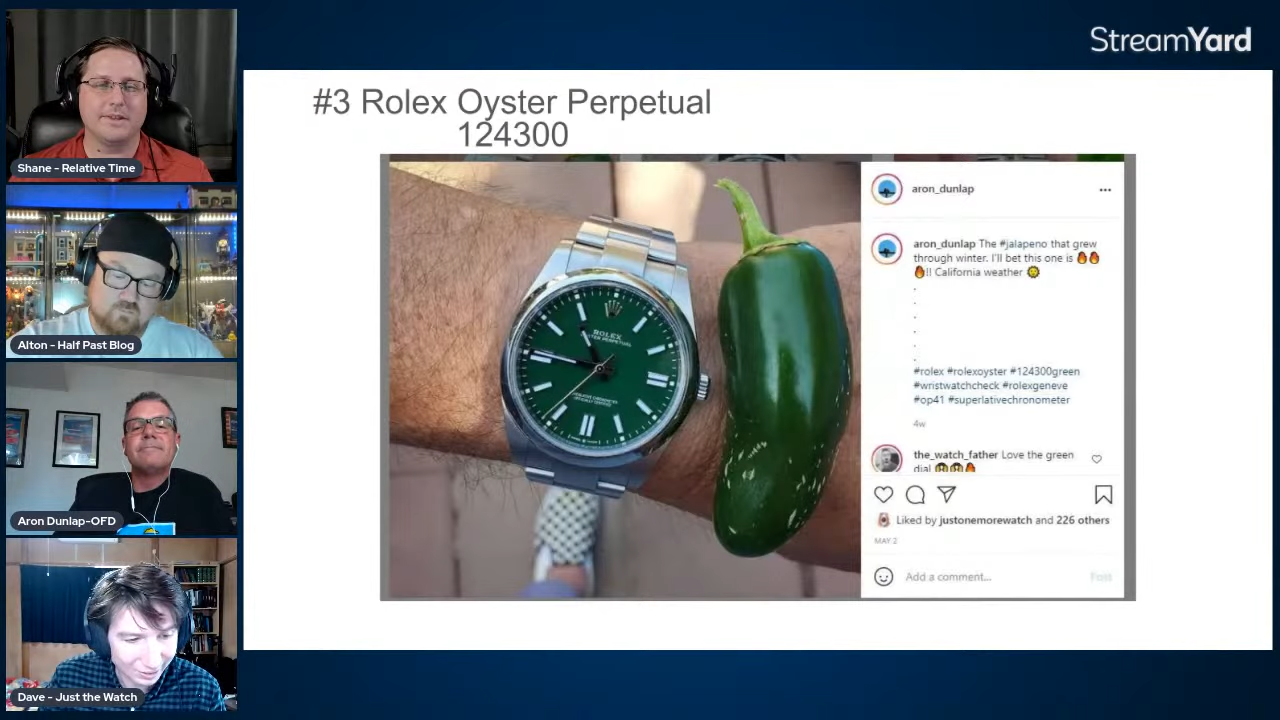 StreamYard
#3 Rolex Oyster Perpetual
124300
Shane - Relative Time
Alton - Half Past Blog
Aron Dunlap-OFD
Dave - Just the Watch
ROLEX
OYSTER PERPETUAL
aron_dunlap
aron_dunlap The #jalapeno that grew
through winter. I'll bet this one is 🔥🔥
🔥!! California weather 🌞
.
.
.
.
.
.
#rolex #rolexoyster #124300green
#wristwatchcheck #rolexgeneve
#op41 #superlativechronometer
4w
the_watch_father Love the green
dial
Liked by justonemorewatch and 226 others
MAY 2
Add a comment...
Post